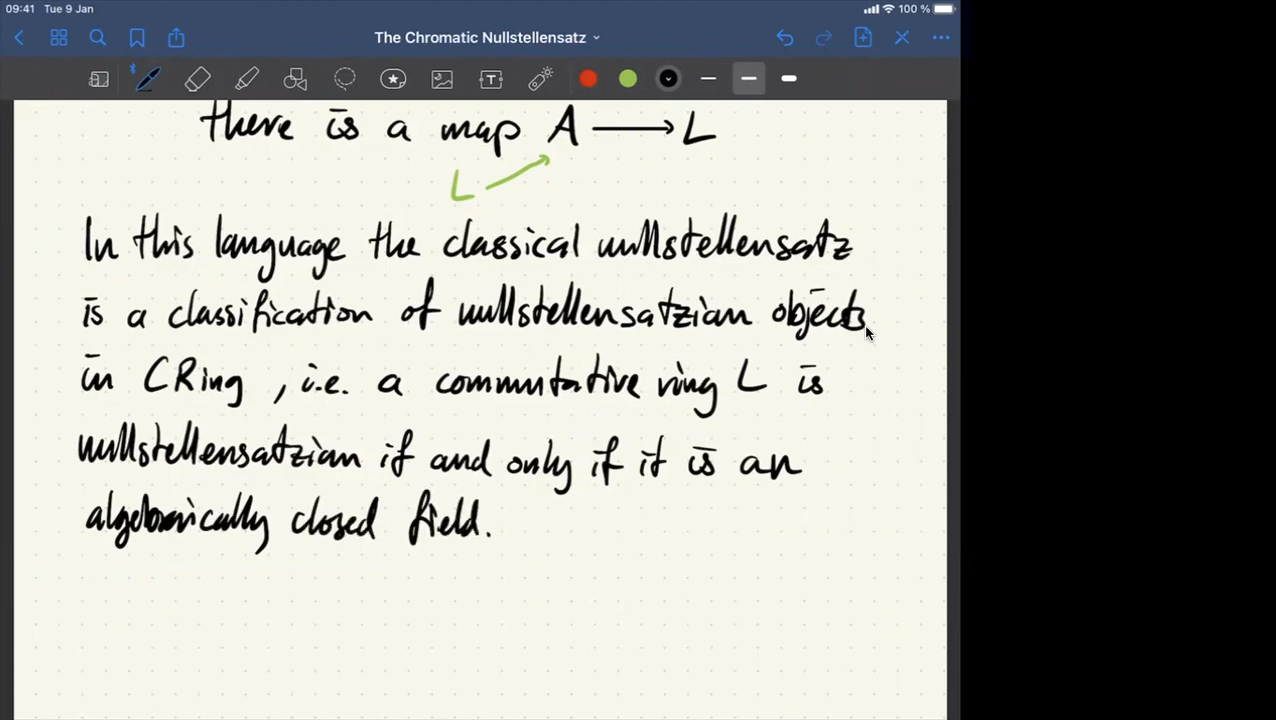 09:41 Tue 9 Jan 100 %
The Chromatic Nullstellensatz
there is a map A ⟶ L
L
In this language the classical nullstellensatz
is a classification of nullstellensatzian objects
in CRing, i.e. a commutative ring L is
nullstellensatzian if and only if it is an
algebraically closed field.